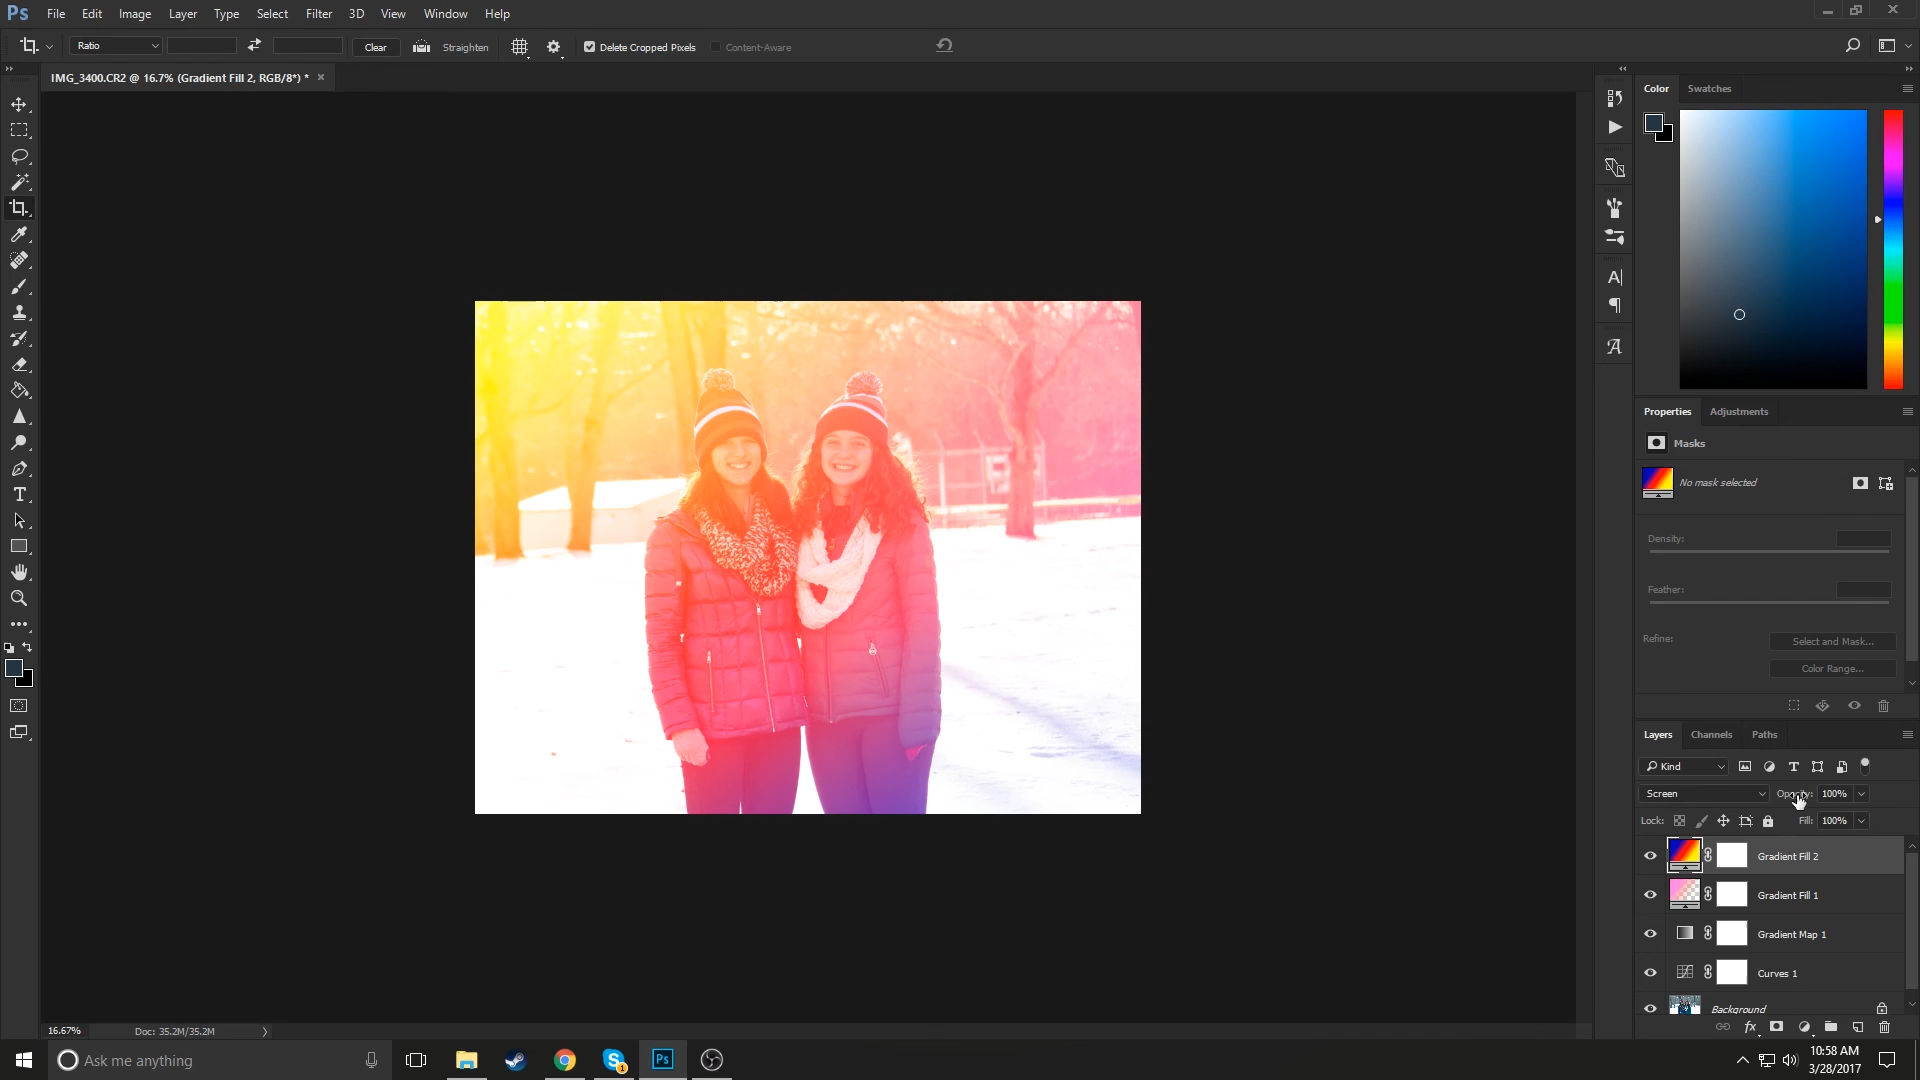 Ps File Edit Image Layer Type Select Filter 3D View Window Help
Ratio Clear Straighten Delete Cropped Pixels Content-Aware
IMG_3400.CR2 @ 16.7% (Gradient Fill 2, RGB/8*) * ×
Color Swatches
Properties Adjustments
Masks
No mask selected
Density:
Feather:
Refine: Select and Mask...
Color Range...
Layers Channels Paths
Kind
Screen Opacity: 100%
Lock: Fill: 100%
Gradient Fill 2
Gradient Fill 1
Gradient Map 1
Curves 1
Background
fx
16.67% Doc: 35.2M/35.2M
Ask me anything
1
Ps
10:58 AM
3/28/2017